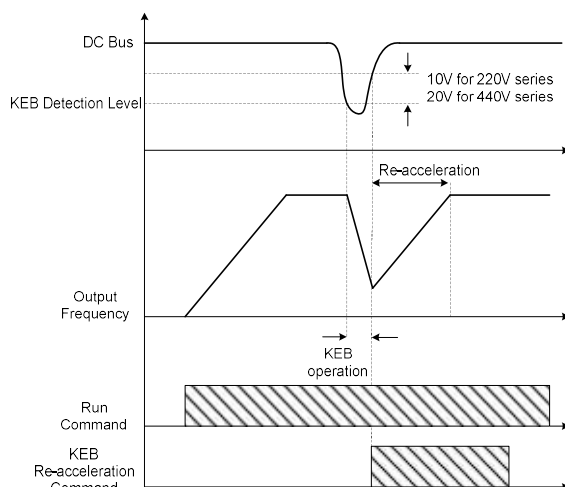 DC Bus
10V for 220V series
KEB Detection Level
20V for 440V series
Re-acceleration
Output
Frequency
KEB
operation
Run
Command
KEB
Re-acceleration
Command